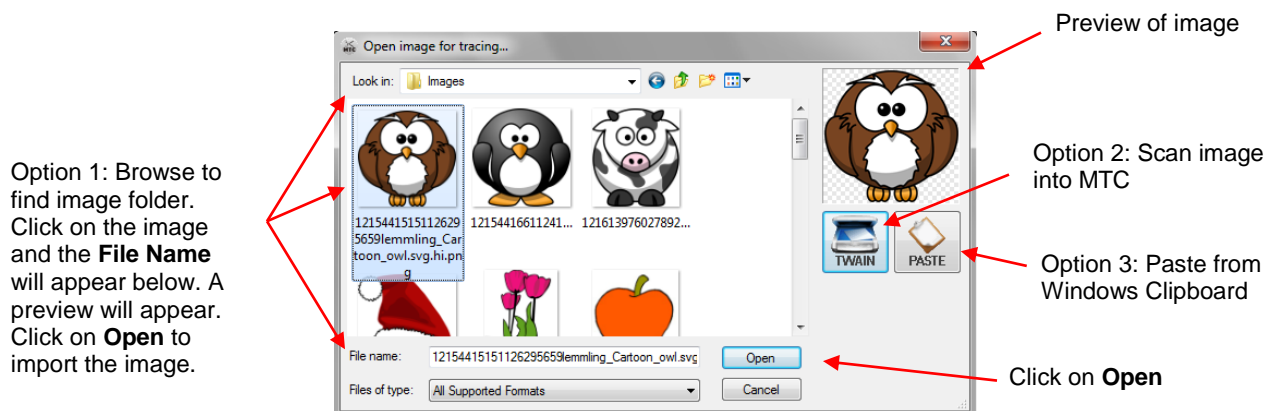 Preview of image
MTC
Open image for tracing...
Look in:
Images
Option 1: Browse to
find image folder.
Click on the image
and the File Name
will appear below. A
preview will appear.
Click on Open to
import the image.
1215441515112629
5659lemmling_Car
toon_owl.svg.hi.pn
g
12154416611241...
121613976027892...
Option 2: Scan image
into MTC
TWAIN
PASTE
Option 3: Paste from
Windows Clipboard
File name:
12154415151126295659lemmling_Cartoon_owl.svg
Open
Files of type:
All Supported Formats
Cancel
Click on Open